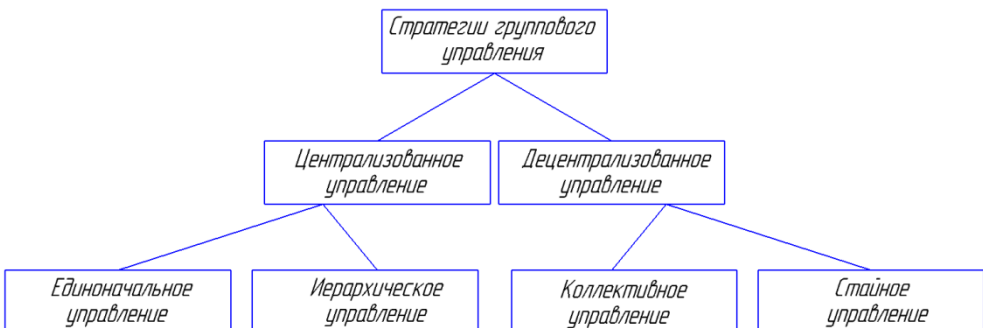 Стратегии группового
управления
Централизованное
управление
Децентрализованное
управление
Единоначальное
управление
Иерархическое
управление
Коллективное
управление
Стайное
управление